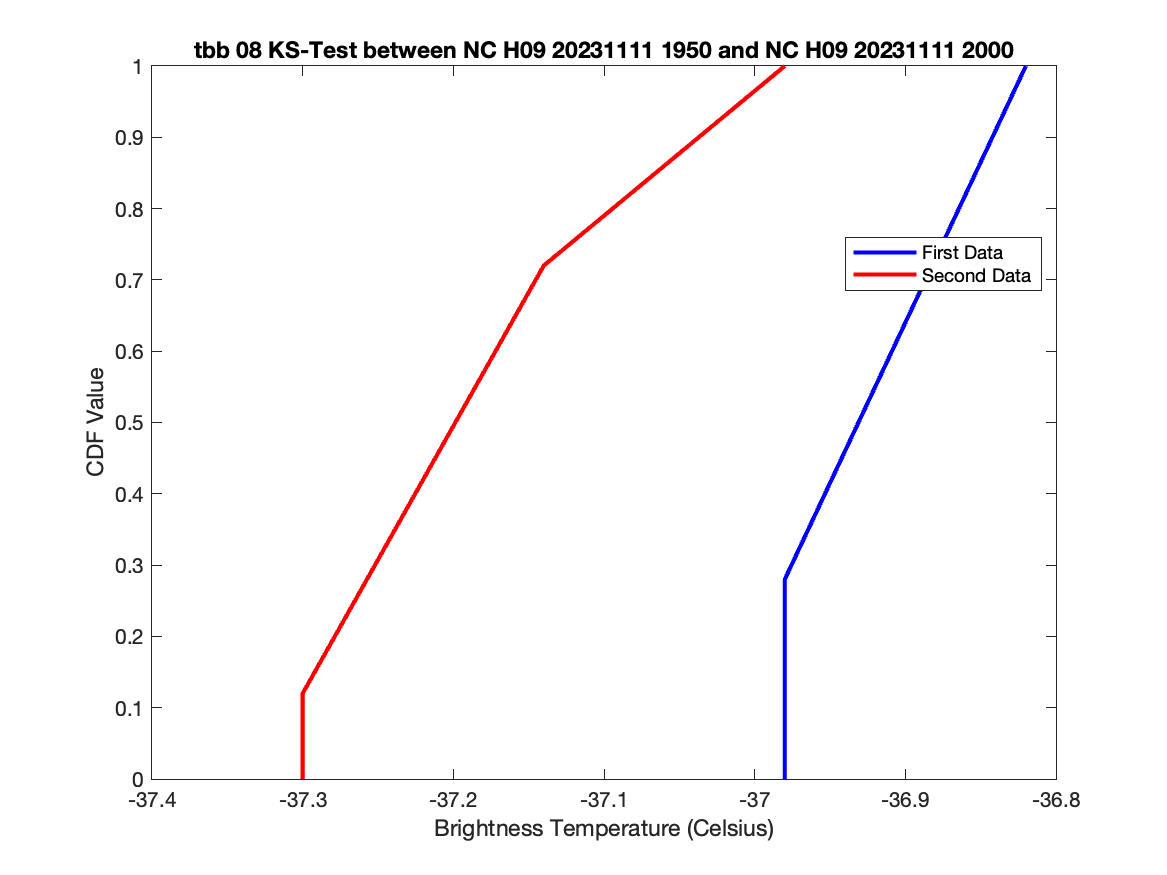 tbb 08 KS-Test between NC H09 20231111 1950 and NC H09 20231111 2000
1
0.9
0.8
0.7
0.6
0.5
0.4
0.3
0.2
0.1
0
CDF Value
First Data
Second Data
-37.4 -37.3 -37.2 -37.1 -37 -36.9 -36.8
Brightness Temperature (Celsius)